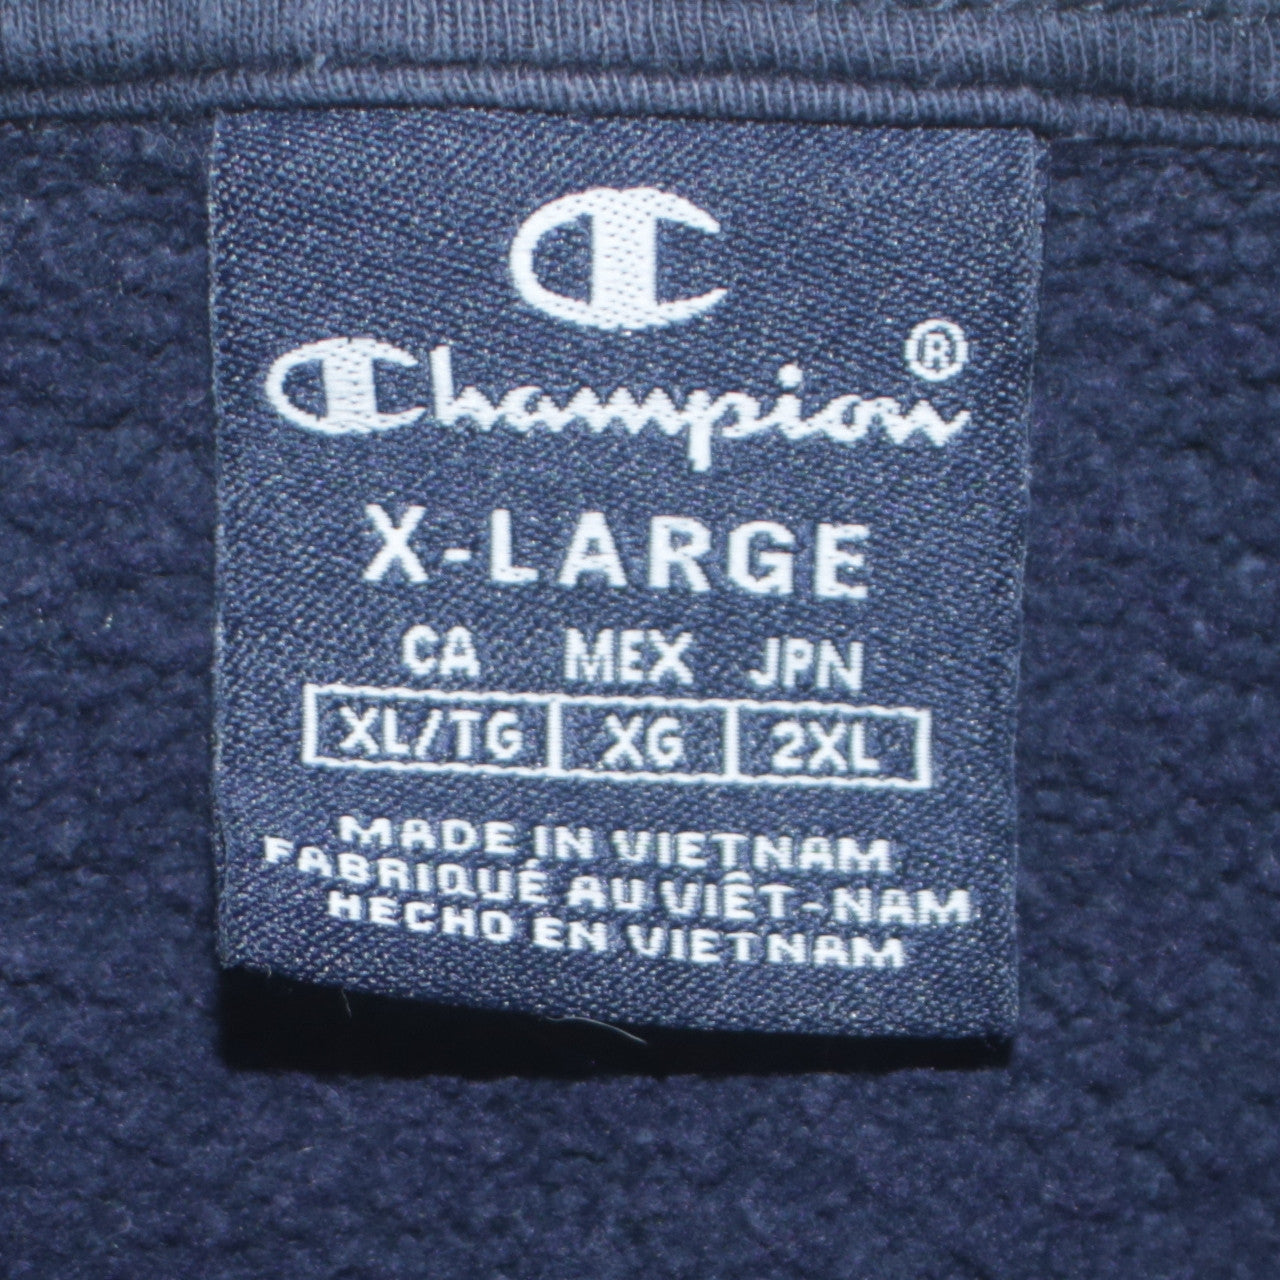 C
Champion®
X-LARGE
CA MEX JPN
XL/TG XG 2XL
MADE IN VIETNAM
FABRIQUÉ AU VIÊT-NAM
HECHO EN VIETNAM